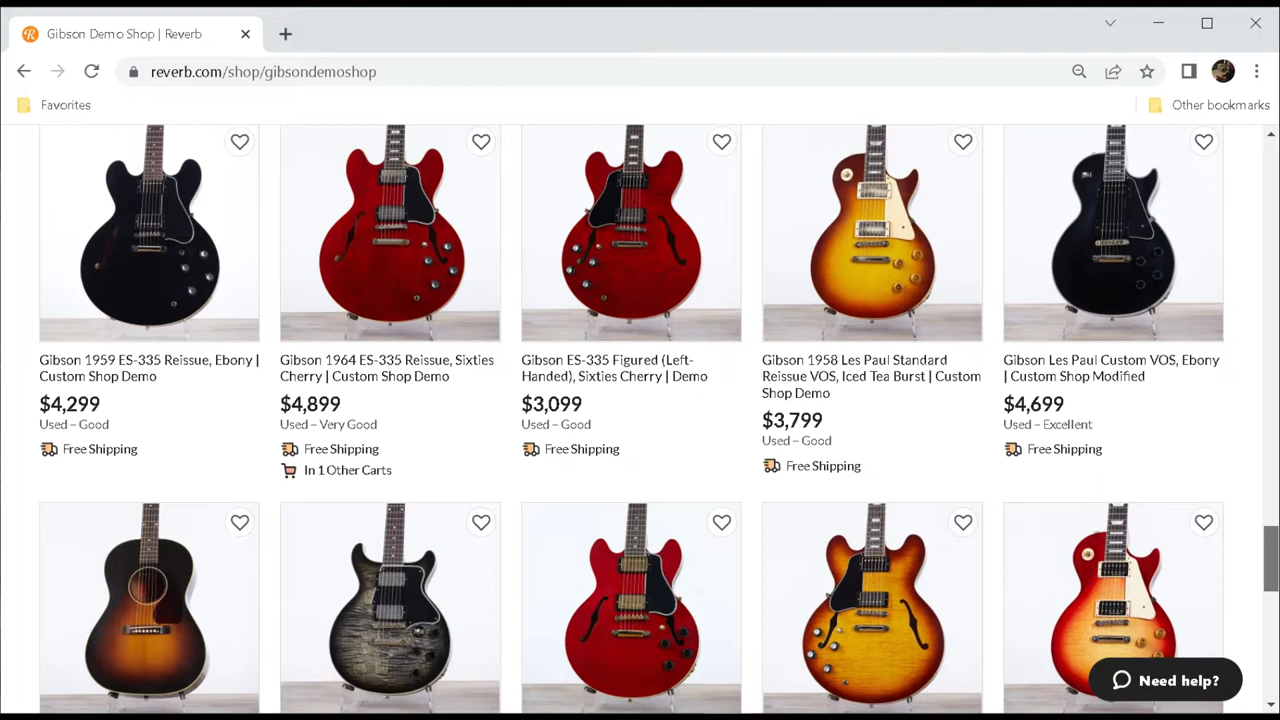 Gibson Demo Shop | Reverb
reverb.com/shop/gibsondemoshop
Favorites
Other bookmarks
Gibson 1959 ES-335 Reissue, Ebony |
Custom Shop Demo
$4,299
Used – Good
Free Shipping
Gibson 1964 ES-335 Reissue, Sixties
Cherry | Custom Shop Demo
$4,899
Used – Very Good
Free Shipping
In 1 Other Carts
Gibson ES-335 Figured (Left-
Handed), Sixties Cherry | Demo
$3,099
Used – Good
Free Shipping
Gibson 1958 Les Paul Standard
Reissue VOS, Iced Tea Burst | Custom
Shop Demo
$3,799
Used – Good
Free Shipping
Gibson Les Paul Custom VOS, Ebony
| Custom Shop Modified
$4,699
Used – Excellent
Free Shipping
Need help?